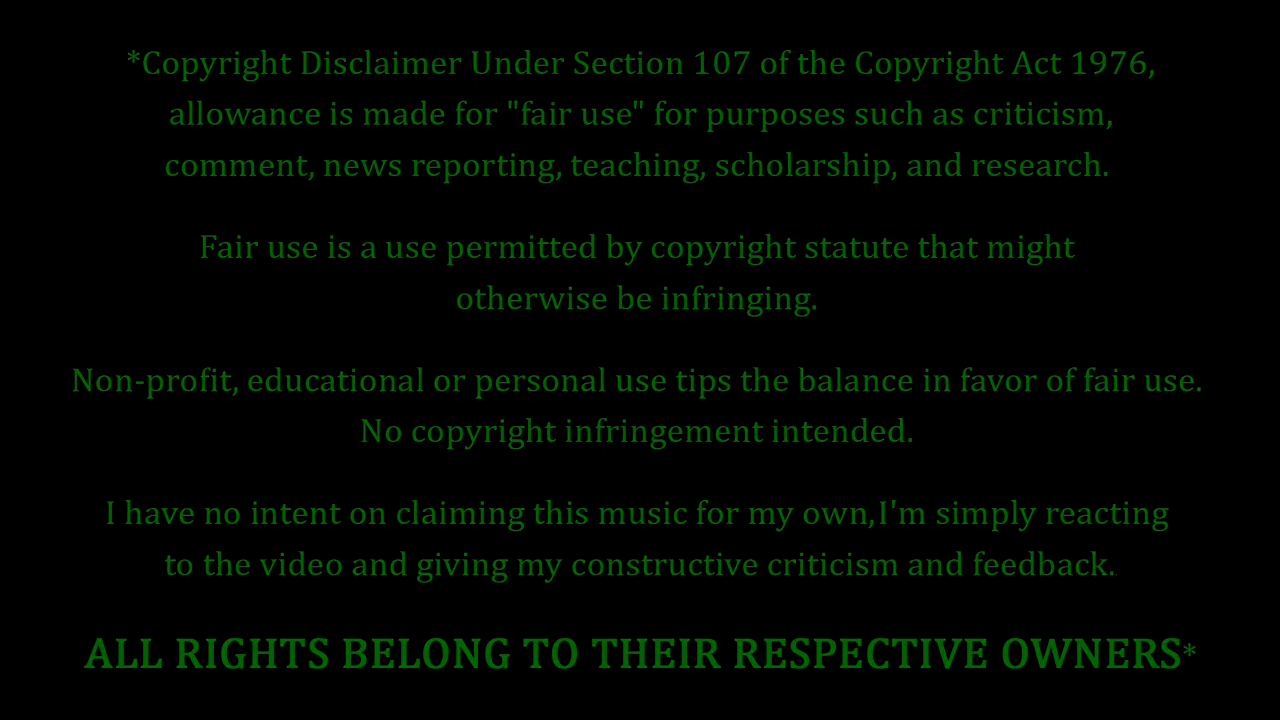 *Copyright Disclaimer Under Section 107 of the Copyright Act 1976,
allowance is made for "fair use" for purposes such as criticism,
comment, news reporting, teaching, scholarship, and research.
Fair use is a use permitted by copyright statute that might
otherwise be infringing.
Non-profit, educational or personal use tips the balance in favor of fair use.
No copyright infringement intended.
I have no intent on claiming this music for my own,I'm simply reacting
to the video and giving my constructive criticism and feedback.
ALL RIGHTS BELONG TO THEIR RESPECTIVE OWNERS*